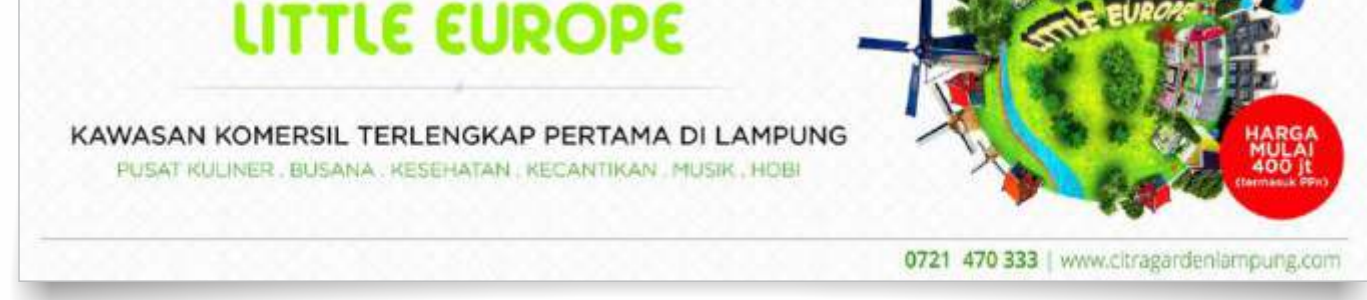 LITTLE EUROPE
LITTLE EUROPE
KAWASAN KOMERSIL TERLENGKAP PERTAMA DI LAMPUNG
PUSAT KULINER . BUSANA . KESEHATAN . KECANTIKAN . MUSIK . HOBI
HARGA
MULAI
400 jt
(termasuk PPn)
0721 470 333 | www.citragardenlampung.com